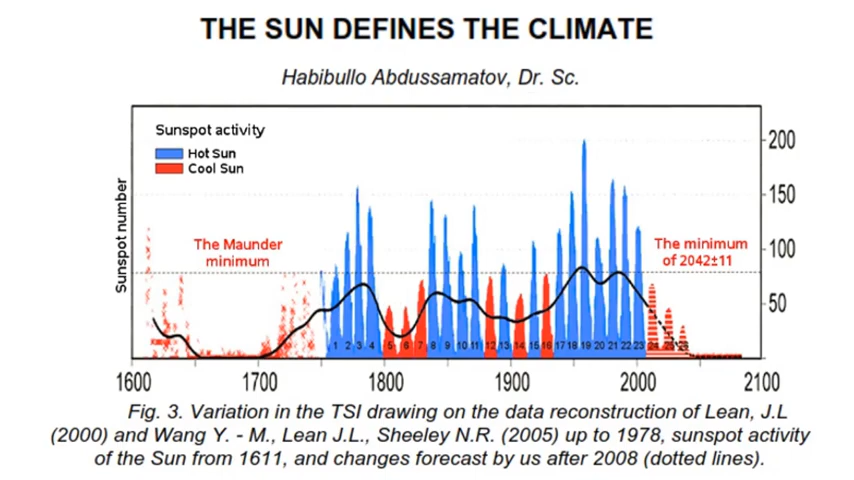 THE SUN DEFINES THE CLIMATE
Habibullo Abdussamatov, Dr. Sc.
Sunspot activity
Hot Sun
Cool Sun
Sunspot number
The Maunder
minimum
The minimum
of 2042±11
200
150
100
50
1 2 3 4 5 6 7 8 9 10 11 12 13 14 15 16 17 18 19 20 21 22 23 24 25 26
1600 1700 1800 1900 2000 2100
Fig. 3. Variation in the TSI drawing on the data reconstruction of Lean, J.L
(2000) and Wang Y. - M., Lean J.L., Sheeley N.R. (2005) up to 1978, sunspot activity
of the Sun from 1611, and changes forecast by us after 2008 (dotted lines).